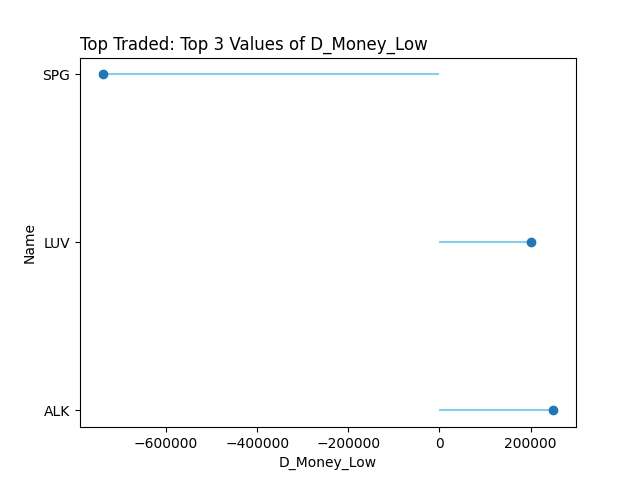 Top Traded: Top 3 Values of D_Money_Low
SPG
LUV
ALK
Name
−600000
−400000
−200000
0
200000
D_Money_Low